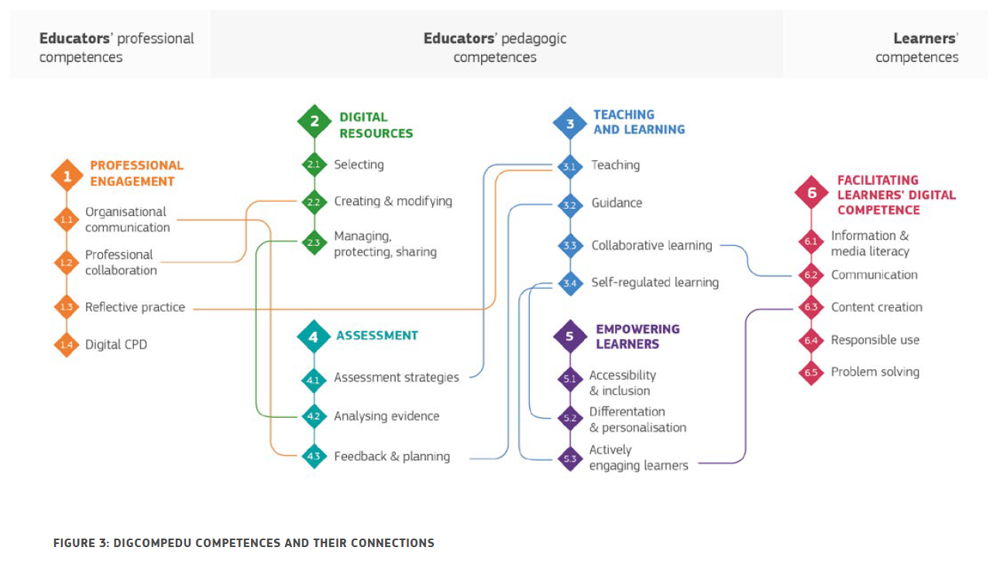 Educators' professional
competences
Educators' pedagogic
competences
Learners'
competences
1
PROFESSIONAL
ENGAGEMENT
1.1
Organisational
communication
1.2
Professional
collaboration
1.3
Reflective practice
1.4
Digital CPD
2
DIGITAL
RESOURCES
2.1
Selecting
2.2
Creating & modifying
2.3
Managing,
protecting, sharing
3
TEACHING
AND LEARNING
3.1
Teaching
3.2
Guidance
3.3
Collaborative learning
3.4
Self-regulated learning
4
ASSESSMENT
4.1
Assessment strategies
4.2
Analysing evidence
4.3
Feedback & planning
5
EMPOWERING
LEARNERS
5.1
Accessibility
& inclusion
5.2
Differentation
& personalisation
5.3
Actively
engaging learners
6
FACILITATING
LEARNERS' DIGITAL
COMPETENCE
6.1
Information &
media literacy
6.2
Communication
6.3
Content creation
6.4
Responsible use
6.5
Problem solving
FIGURE 3: DIGCOMPEDU COMPETENCES AND THEIR CONNECTIONS